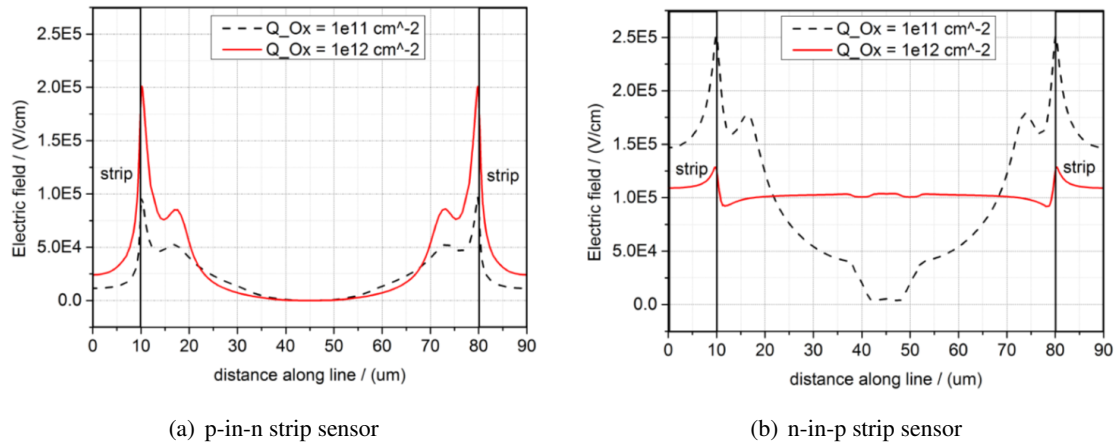 Q_Ox = 1e11 cm^-2
Q_Ox = 1e12 cm^-2
2.5E5
2.0E5
1.5E5
1.0E5
5.0E4
0.0
Electric field / (V/cm)
strip
strip
0 10 20 30 40 50 60 70 80 90
distance along line / (um)
(a) p-in-n strip sensor
Q_Ox = 1e11 cm^-2
Q_Ox = 1e12 cm^-2
2.5E5
2.0E5
1.5E5
1.0E5
5.0E4
0.0
Electric field / (V/cm)
strip
strip
0 10 20 30 40 50 60 70 80 90
distance along line / (um)
(b) n-in-p strip sensor